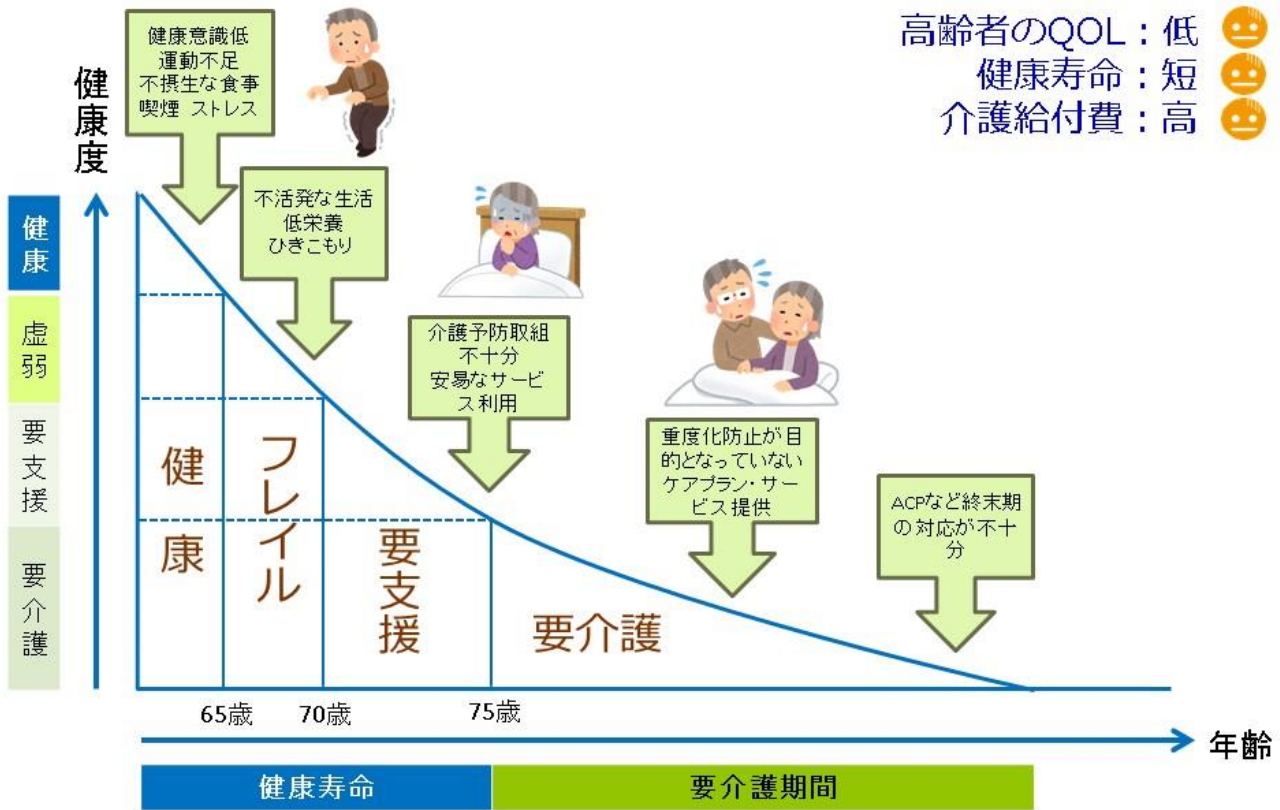 高齢者のQOL：低
健康寿命：短
介護給付費：高
健康度
健康意識低
運動不足
不摂生な食事
喫煙 ストレス
不活発な生活
低栄養
ひきこもり
介護予防取組
不十分
安易なサービ
ス利用
重度化防止が目
的となっていない
ケアプラン・サー
ビス提供
ACPなど終末期
の対応が不十
分
健康
虚弱
要支援
要介護
健康
フレイル
要支援
要介護
65歳
70歳
75歳
年齢
健康寿命
要介護期間